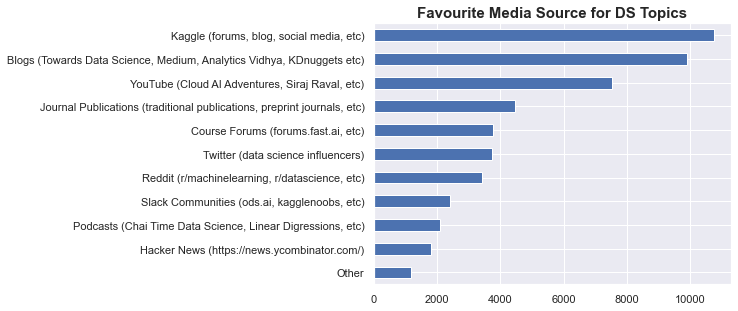 Favourite Media Source for DS Topics
Kaggle (forums, blog, social media, etc)
Blogs (Towards Data Science, Medium, Analytics Vidhya, KDnuggets etc)
YouTube (Cloud AI Adventures, Siraj Raval, etc)
Journal Publications (traditional publications, preprint journals, etc)
Course Forums (forums.fast.ai, etc)
Twitter (data science influencers)
Reddit (r/machinelearning, r/datascience, etc)
Slack Communities (ods.ai, kagglenoobs, etc)
Podcasts (Chai Time Data Science, Linear Digressions, etc)
Hacker News (https://news.ycombinator.com/)
Other
0 2000 4000 6000 8000 10000